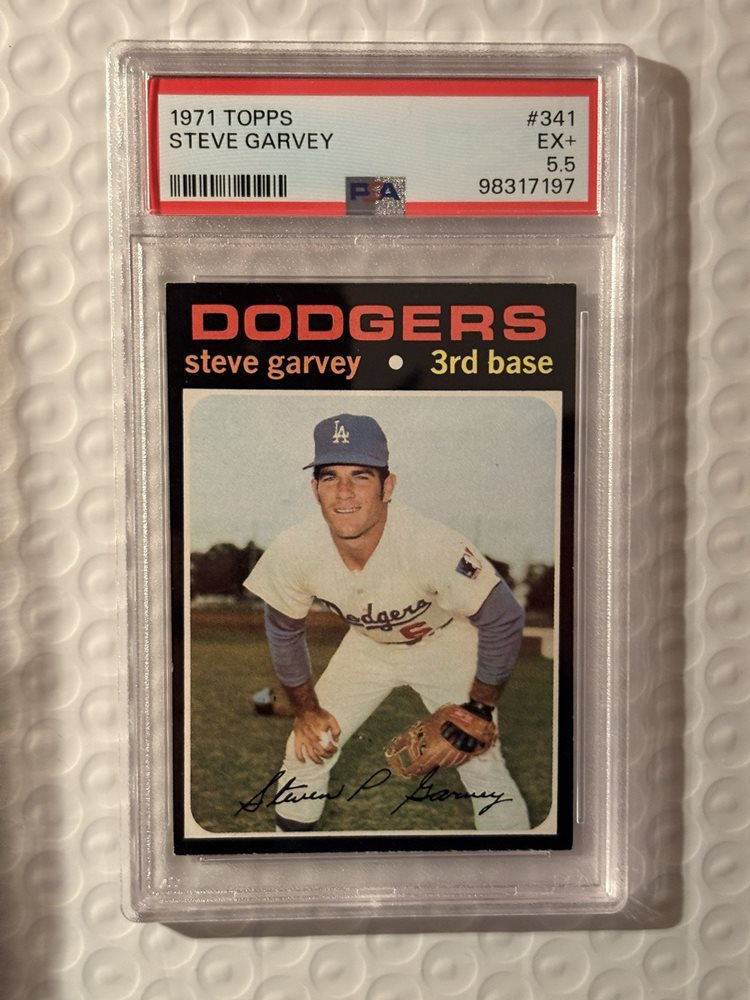 1971 TOPPS #341
STEVE GARVEY EX+
5.5
PSA 98317197
DODGERS
steve garvey • 3rd base
LA
Dodgers
5
Steven P Garvey